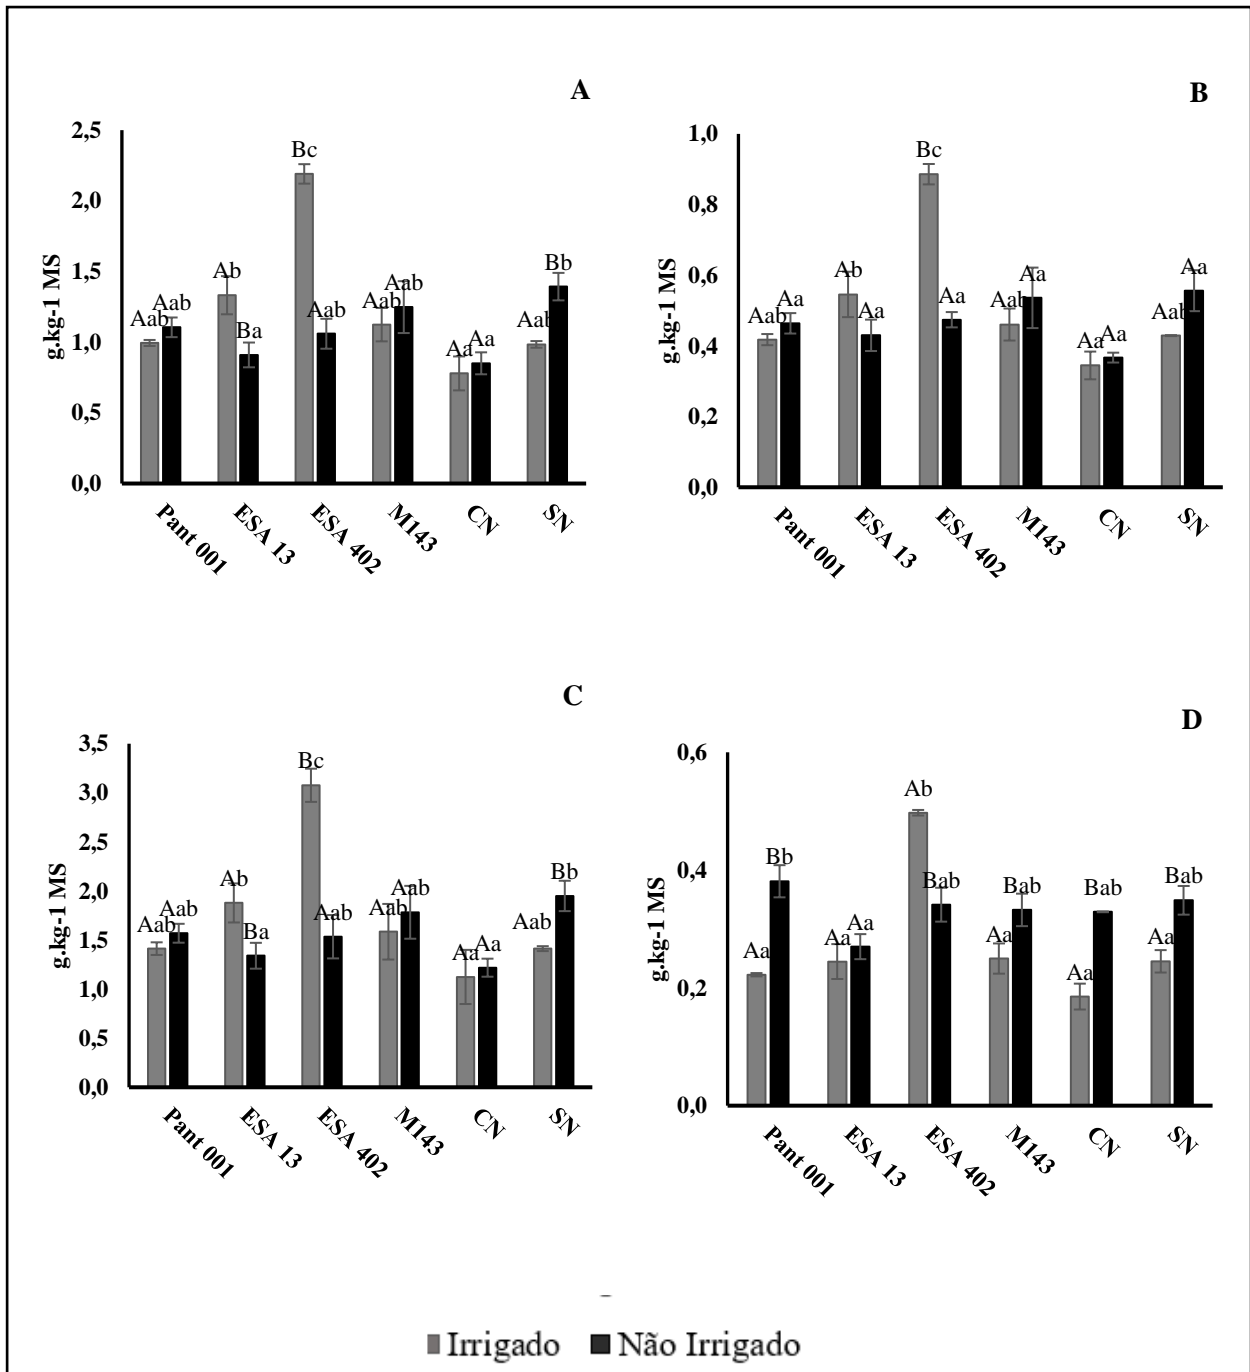 A
g.kg-1 MS
2,5
2,0
1,5
1,0
0,5
0,0
Aab Aab Ab Ba Bc Aab Aab Aab Aa Aa Aab Bb
Pant 001 ESA 13 ESA 402 M143 CN SN
B
1,0
0,8
0,6
0,4
0,2
0,0
Aab Aa Ab Aa Bc Aa Aab Aa Aa Aa Aab Aa
Pant 001 ESA 13 ESA 402 M143 CN SN
C
g.kg-1 MS
3,5
3,0
2,5
2,0
1,5
1,0
0,5
0,0
Aab Aab Ab Ba Bc Aab Aab Aab Aa Aa Aab Bb
Pant 001 ESA 13 ESA 402 M143 CN SN
D
g.kg-1 MS
0,6
0,4
0,2
0,0
Aa Bb Aa Aa Ab Bab Aa Bab Aa Bab Aa Bab
Pant 001 ESA 13 ESA 402 M143 CN SN
Irrigado Não Irrigado